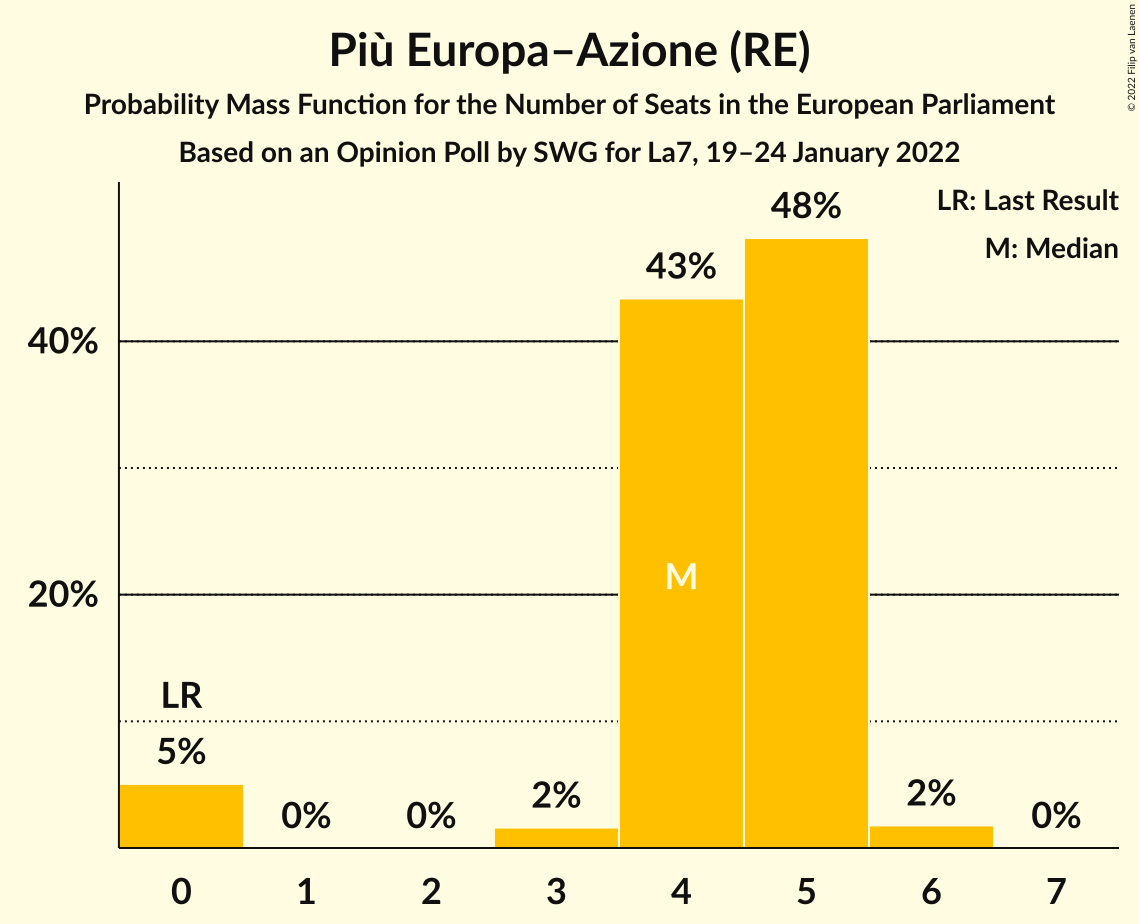 Più Europa–Azione (RE)
Probability Mass Function for the Number of Seats in the European Parliament
Based on an Opinion Poll by SWG for La7, 19–24 January 2022
© 2022 Filip van Laenen
LR: Last Result
M: Median
48%
43%
40%
M
20%
LR
5%
0%
0%
2%
2%
0%
0
1
2
3
4
5
6
7